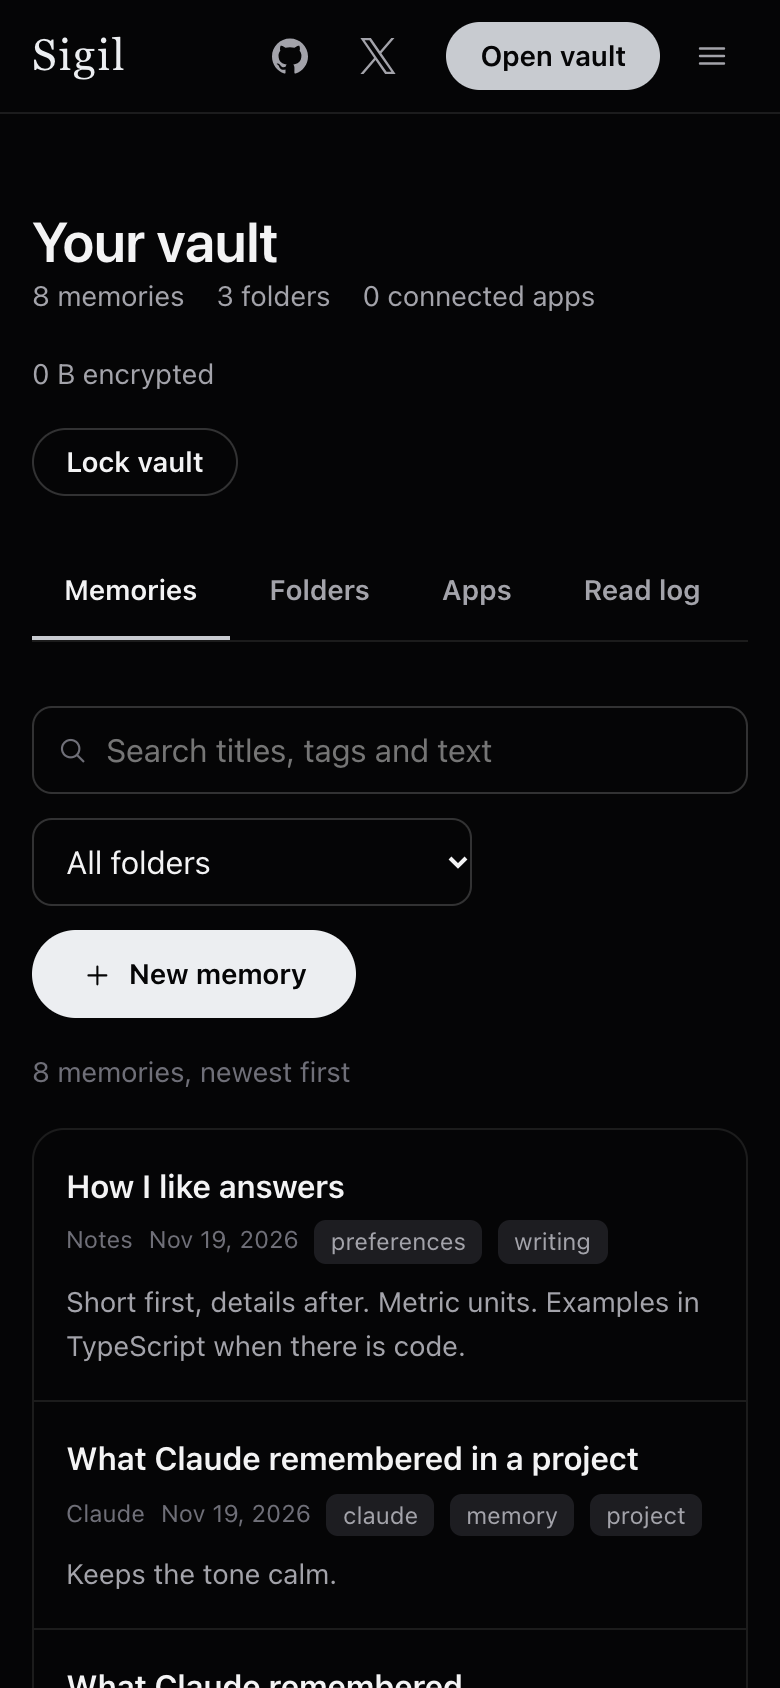 Sigil
Open vault
Your vault
8 memories 3 folders 0 connected apps
0 B encrypted
Lock vault
Memories Folders Apps Read log
Search titles, tags and text
All folders
+ New memory
8 memories, newest first
How I like answers
Notes Nov 19, 2026 preferences writing
Short first, details after. Metric units. Examples in
TypeScript when there is code.
What Claude remembered in a project
Claude Nov 19, 2026 claude memory project
Keeps the tone calm.
What Claude remembered